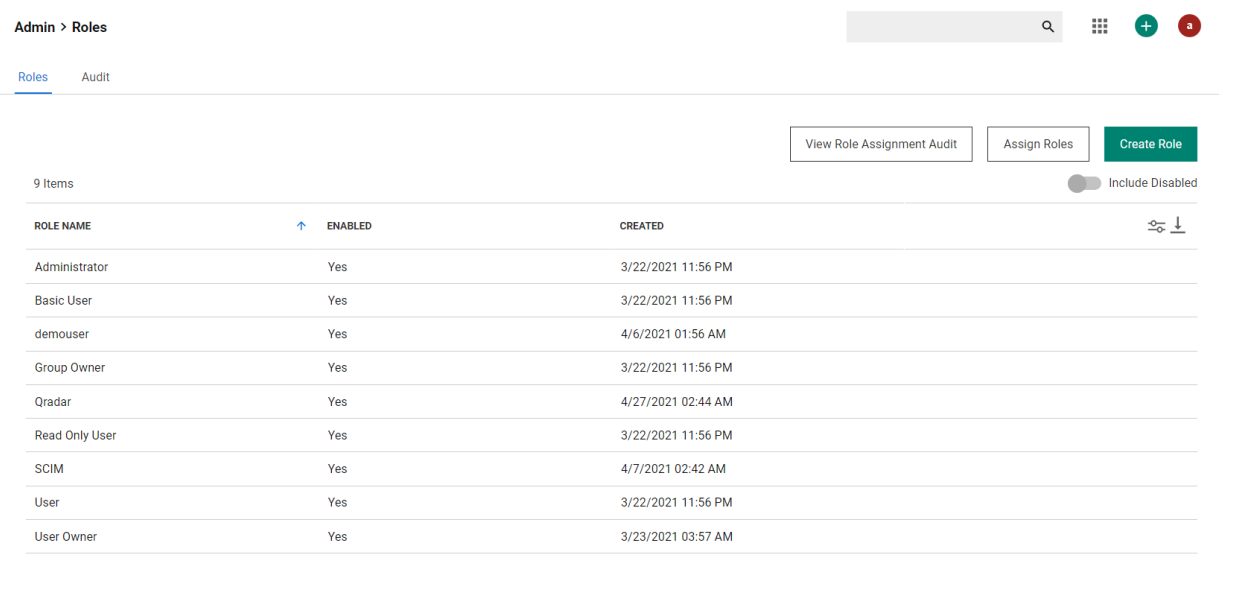 Admin > Roles
a
Roles Audit
View Role Assignment Audit Assign Roles Create Role
9 Items Include Disabled
ROLE NAME ENABLED CREATED
Administrator Yes 3/22/2021 11:56 PM
Basic User Yes 3/22/2021 11:56 PM
demouser Yes 4/6/2021 01:56 AM
Group Owner Yes 3/22/2021 11:56 PM
Qradar Yes 4/27/2021 02:44 AM
Read Only User Yes 3/22/2021 11:56 PM
SCIM Yes 4/7/2021 02:42 AM
User Yes 3/22/2021 11:56 PM
User Owner Yes 3/23/2021 03:57 AM